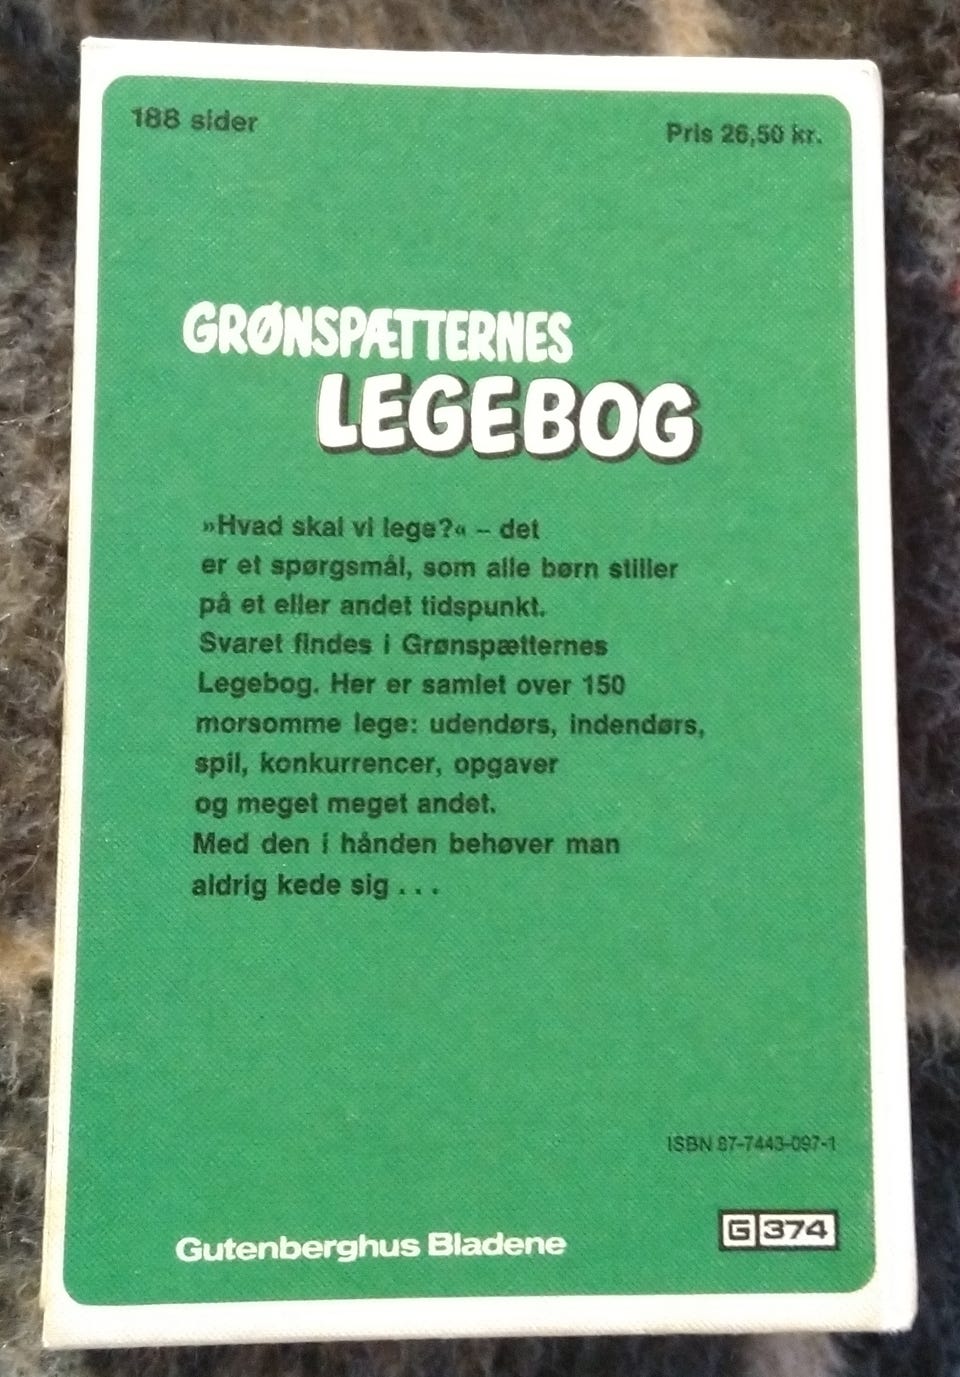 188 sider
Pris 26,50 kr.
GRØNSPÆTTERNES
LEGEBOG
»Hvad skal vi lege?« – det
er et spørgsmål, som alle børn stiller
på et eller andet tidspunkt.
Svaret findes i Grønspætternes
Legebog. Her er samlet over 150
morsomme lege: udendørs, indendørs,
spil, konkurrencer, opgaver
og meget meget andet.
Med den i hånden behøver man
aldrig kede sig . . .
ISBN 87-7443-097-1
Gutenberghus Bladene
G 374